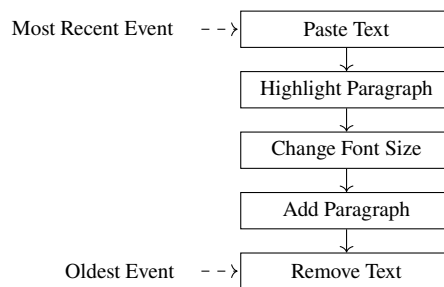 Most Recent Event
Paste Text
Highlight Paragraph
Change Font Size
Add Paragraph
Oldest Event
Remove Text